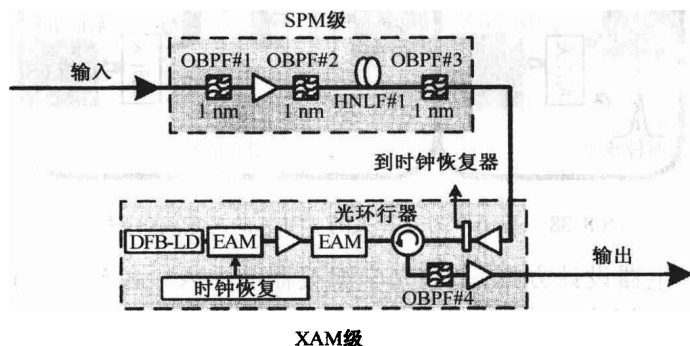 SPM级
OBPF#1 OBPF#2 OBPF#3
输入
1 nm 1 nm HNLF#1 1 nm
到时钟恢复器
光环行器
DFB-LD EAM EAM
输出
时钟恢复
OBPF#4
XAM级